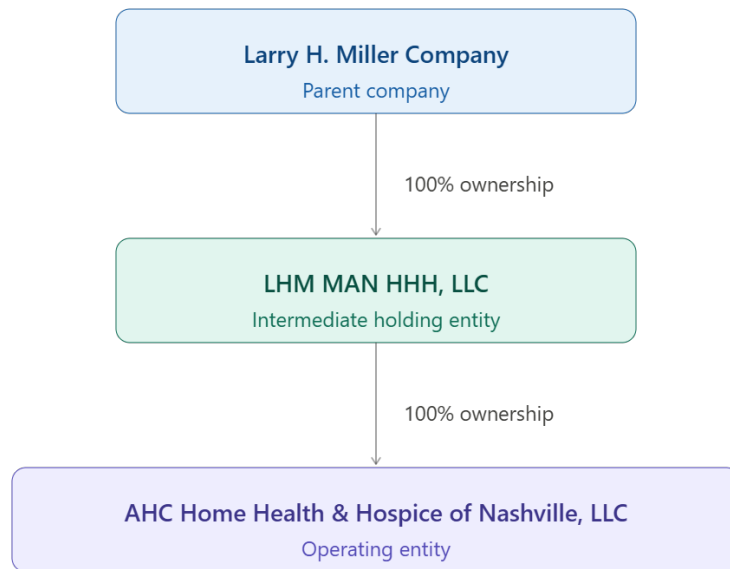 Larry H. Miller Company
Parent company
100% ownership
LHM MAN HHH, LLC
Intermediate holding entity
100% ownership
AHC Home Health & Hospice of Nashville, LLC
Operating entity